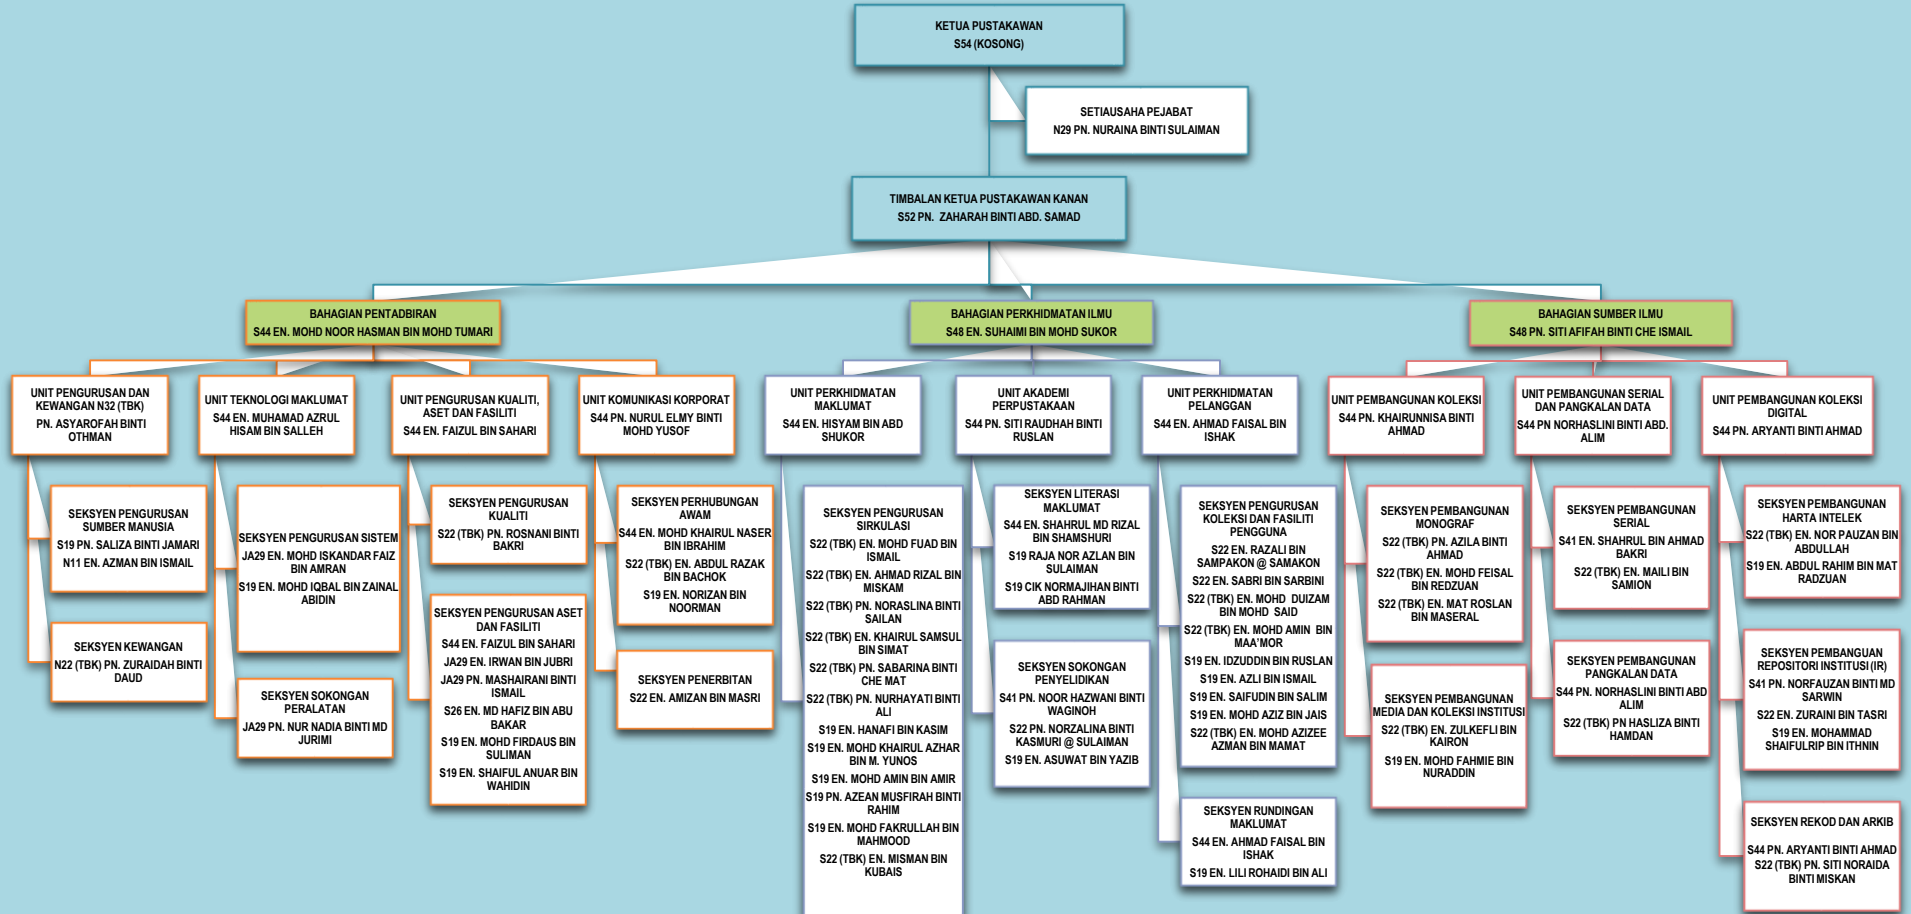 KETUA PUSTAKAWAN
S54 (KOSONG)
SETIAUSAHA PEJABAT
N29 PN. NURAINA BINTI SULAIMAN
TIMBALAN KETUA PUSTAKAWAN KANAN
S52 PN. ZAHARAH BINTI ABD. SAMAD
BAHAGIAN PENTADBIRAN
S44 EN. MOHD NOOR HASMAN BIN MOHD TUMARI
UNIT PENGURUSAN DAN
KEWANGAN N32 (TBK)
PN. ASYAROFAH BINTI
OTHMAN
SEKSYEN PENGURUSAN
SUMBER MANUSIA
S19 PN. SALIZA BINTI JAMARI
N11 EN. AZMAN BIN ISMAIL
SEKSYEN KEWANGAN
N22 (TBK) PN. ZURAIDAH BINTI
DAUD
UNIT TEKNOLOGI MAKLUMAT
S44 EN. MUHAMAD AZRUL
HISAM BIN SALLEH
SEKSYEN PENGURUSAN SISTEM
JA29 EN. MOHD ISKANDAR FAIZ
BIN AMRAN
S19 EN. MOHD IQBAL BIN ZAINAL
ABIDIN
SEKSYEN SOKONGAN
PERALATAN
JA29 PN. NUR NADIA BINTI MD
JURIMI
UNIT PENGURUSAN KUALITI,
ASET DAN FASILITI
S44 EN. FAIZUL BIN SAHARI
SEKSYEN PENGURUSAN
KUALITI
S22 (TBK) PN. ROSNANI BINTI
BAKRI
SEKSYEN PENGURUSAN ASET
DAN FASILITI
S44 EN. FAIZUL BIN SAHARI
JA29 EN. IRWAN BIN JUBRI
JA29 PN. MASHAIRANI BINTI
ISMAIL
S26 EN. MD HAFIZ BIN ABU
BAKAR
S19 EN. MOHD FIRDAUS BIN
SULIMAN
S19 EN. SHAIFUL ANUAR BIN
WAHIDIN
UNIT KOMUNIKASI KORPORAT
S44 PN. NURUL ELMY BINTI
MOHD YUSOF
SEKSYEN PERHUBUNGAN
AWAM
S44 EN. MOHD KHAIRUL NASER
BIN IBRAHIM
S22 (TBK) EN. ABDUL RAZAK
BIN BACHOK
S19 EN. NORIZAN BIN
NOORMAN
SEKSYEN PENERBITAN
S22 EN. AMIZAN BIN MASRI
BAHAGIAN PERKHIDMATAN ILMU
S48 EN. SUHAIMI BIN MOHD SUKOR
UNIT PERKHIDMATAN
MAKLUMAT
S44 EN. HISYAM BIN ABD
SHUKOR
SEKSYEN PENGURUSAN
SIRKULASI
S22 (TBK) EN. MOHD FUAD BIN
ISMAIL
S22 (TBK) EN. AHMAD RIZAL BIN
MISKAM
S22 (TBK) PN. NORASLINA BINTI
SAILAN
S22 (TBK) EN. KHAIRUL SAMSUL
BIN SIMAT
S22 (TBK) PN. SABARINA BINTI
CHE MAT
S22 (TBK) PN. NURHAYATI BINTI
ALI
S19 EN. HANAFI BIN KASIM
S19 EN. MOHD KHAIRUL AZHAR
BIN M. YUNOS
S19 EN. MOHD AMIN BIN AMIR
S19 PN. AZEAN MUSFIRAH BINTI
RAHIM
S19 EN. MOHD FAKRULLAH BIN
MAHMOOD
S22 (TBK) EN. MISMAN BIN
KUBAIS
UNIT AKADEMI
PERPUSTAKAAN
S44 PN. SITI RAUDHAH BINTI
RUSLAN
SEKSYEN LITERASI
MAKLUMAT
S44 EN. SHAHRUL MD RIZAL
BIN SHAMSHURI
S19 RAJA NOR AZLAN BIN
SULAIMAN
S19 CIK NORMAJIHAN BINTI
ABD RAHMAN
SEKSYEN SOKONGAN
PENYELIDIKAN
S41 PN. NOOR HAZWANI BINTI
WAGINOH
S22 PN. NORZALINA BINTI
KASMURI @ SULAIMAN
S19 EN. ASUWAT BIN YAZIB
UNIT PERKHIDMATAN
PELANGGAN
S44 EN. AHMAD FAISAL BIN
ISHAK
SEKSYEN PENGURUSAN
KOLEKSI DAN FASILITI
PENGGUNA
S22 EN. RAZALI BIN
SAMPAKON @ SAMAKON
S22 EN. SABRI BIN SARBINI
S22 (TBK) EN. MOHD DUIZAM
BIN MOHD SAID
S22 (TBK) EN. MOHD AMIN BIN
MAA'MOR
S19 EN. IDZUDDIN BIN RUSLAN
S19 EN. AZLI BIN ISMAIL
S19 EN. SAIFUDIN BIN SALIM
S19 EN. MOHD AZIZ BIN JAIS
S22 (TBK) EN. MOHD AZIZEE
AZMAN BIN MAMAT
SEKSYEN RUNDINGAN
MAKLUMAT
S44 EN. AHMAD FAISAL BIN
ISHAK
S19 EN. LILI ROHAIDI BIN ALI
BAHAGIAN SUMBER ILMU
S48 PN. SITI AFIFAH BINTI CHE ISMAIL
UNIT PEMBANGUNAN KOLEKSI
S44 PN. KHAIRUNNISA BINTI
AHMAD
SEKSYEN PEMBANGUNAN
MONOGRAF
S22 (TBK) PN. AZILA BINTI
AHMAD
S22 (TBK) EN. MOHD FEISAL
BIN REDZUAN
S22 (TBK) EN. MAT ROSLAN
BIN MASERAL
SEKSYEN PEMBANGUNAN
MEDIA DAN KOLEKSI INSTITUSI
S22 (TBK) EN. ZULKEFLI BIN
KAIRON
S19 EN. MOHD FAHMIE BIN
NURADDIN
UNIT PEMBANGUNAN SERIAL
DAN PANGKALAN DATA
S44 PN NORHASLINI BINTI ABD.
ALIM
SEKSYEN PEMBANGUNAN
SERIAL
S41 EN. SHAHRUL BIN AHMAD
BAKRI
S22 (TBK) EN. MAILI BIN
SAMION
SEKSYEN PEMBANGUNAN
PANGKALAN DATA
S44 PN. NORHASLINI BINTI ABD
ALIM
S22 (TBK) PN HASLIZA BINTI
HAMDAN
UNIT PEMBANGUNAN KOLEKSI
DIGITAL
S44 PN. ARYANTI BINTI AHMAD
SEKSYEN PEMBANGUNAN
HARTA INTELEK
S22 (TBK) EN. NOR PAUZAN BIN
ABDULLAH
S19 EN. ABDUL RAHIM BIN MAT
RADZUAN
SEKSYEN PEMBANGUAN
REPOSITORI INSTITUSI (IR)
S41 PN. NORFAUZAN BINTI MD
SARWIN
S22 EN. ZURAINI BIN TASRI
S19 EN. MOHAMMAD
SHAIFULRIP BIN ITHNIN
SEKSYEN REKOD DAN ARKIB
S44 PN. ARYANTI BINTI AHMAD
S22 (TBK) PN. SITI NORAIDA
BINTI MISKAN